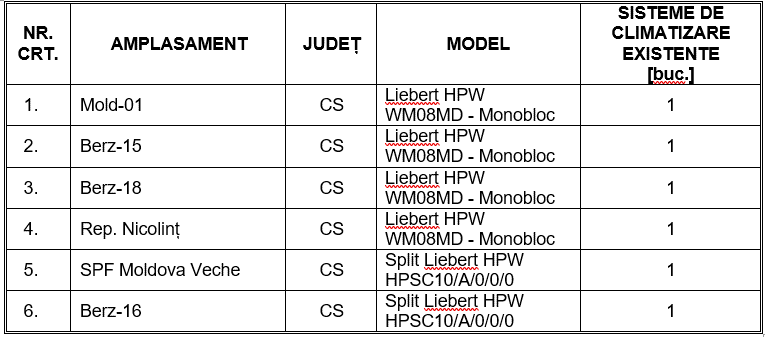 NR. CRT.
AMPLASAMENT
JUDEȚ
MODEL
SISTEME DE CLIMATIZARE EXISTENTE [buc.]
1.
Mold-01
CS
Liebert HPW
WM08MD - Monobloc
1
2.
Berz-15
CS
Liebert HPW
WM08MD - Monobloc
1
3.
Berz-18
CS
Liebert HPW
WM08MD - Monobloc
1
4.
Rep. Nicolinț
CS
Liebert HPW
WM08MD - Monobloc
1
5.
SPF Moldova Veche
CS
Split Liebert HPW
HPSC10/A/0/0/0
1
6.
Berz-16
CS
Split Liebert HPW
HPSC10/A/0/0/0
1